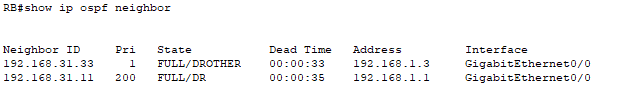 RB#show ip ospf neighbor
Neighbor ID     Pri   State           Dead Time   Address         Interface
192.168.31.33     1   FULL/DROTHER    00:00:33    192.168.1.3     GigabitEthernet0/0
192.168.31.11   200   FULL/DR         00:00:35    192.168.1.1     GigabitEthernet0/0